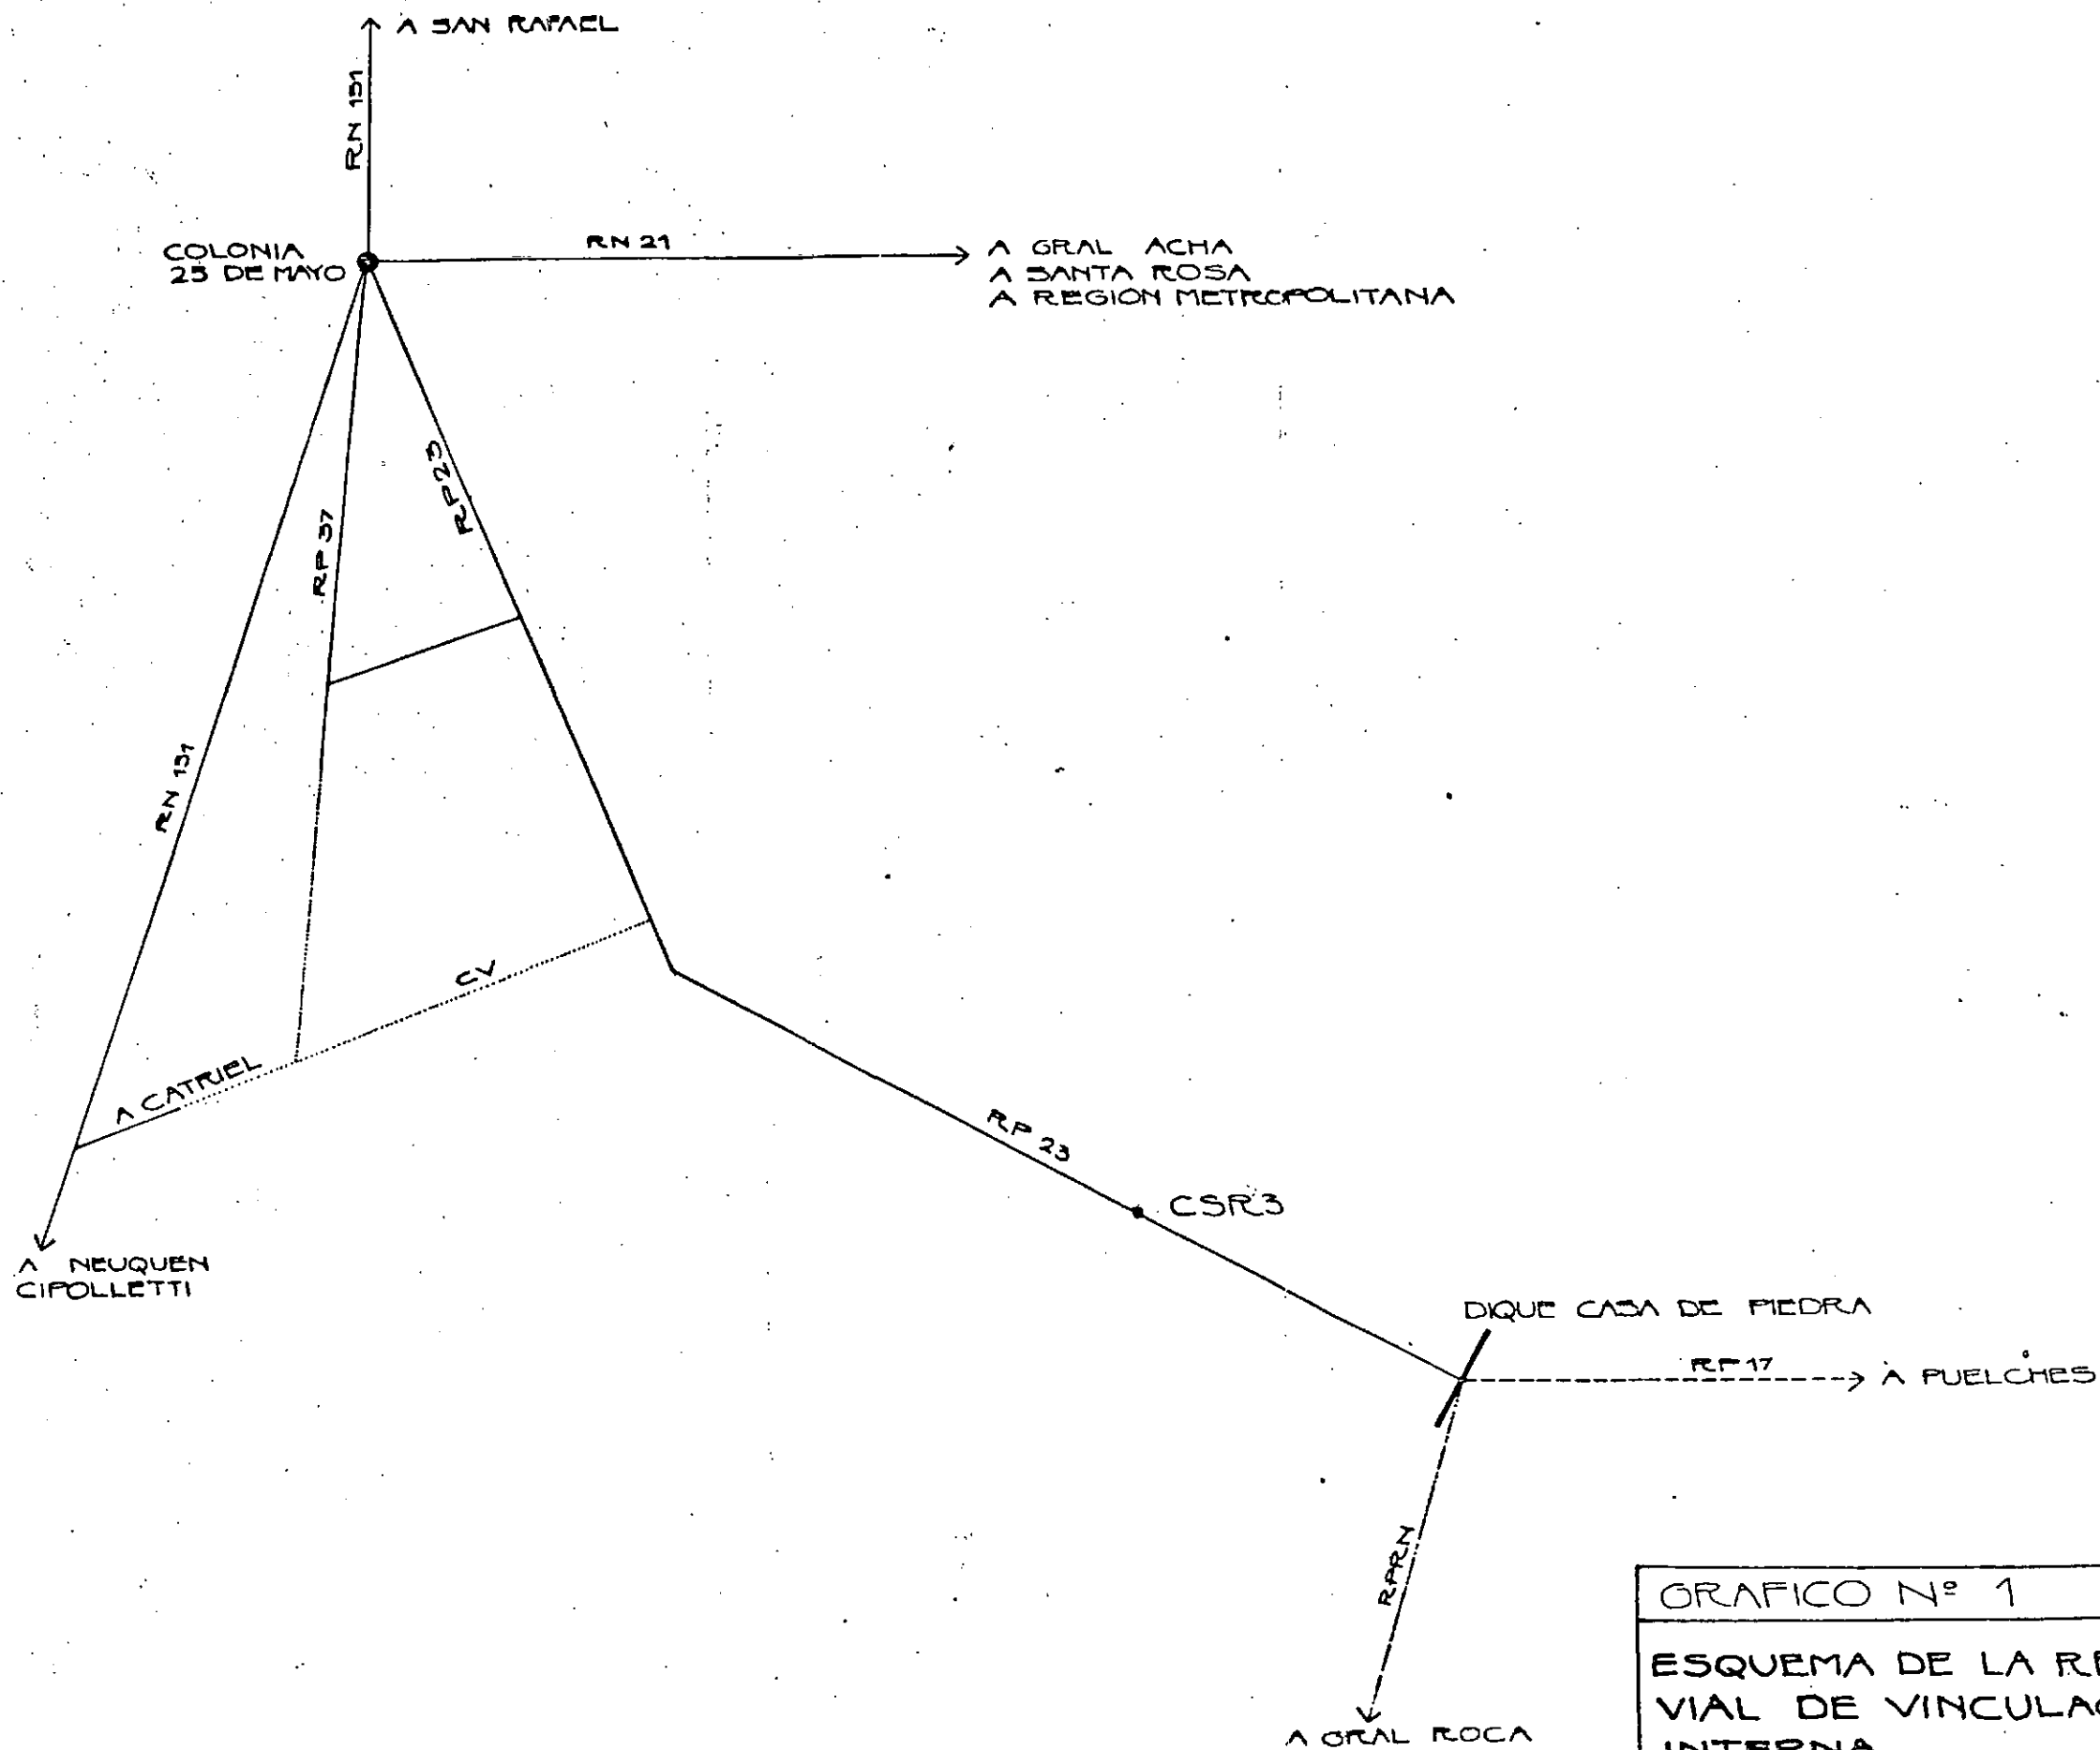 A SAN RAFAEL
RN 151
COLONIA
25 DE MAYO
RN 21
A GRAL ACHA
A SANTA ROSA
A REGION METROPOLITANA
RP 23
RP 37
RN 151
CV
A CATRIEL
RP 23
CSR3
A NEUQUEN
CIPOLLETTI
DIQUE CASA DE PIEDRA
RP 17
A PUELCHES
RPRN
A GRAL ROCA
GRAFICO Nº 1
ESQUEMA DE LA
VIAL DE
INTERNA